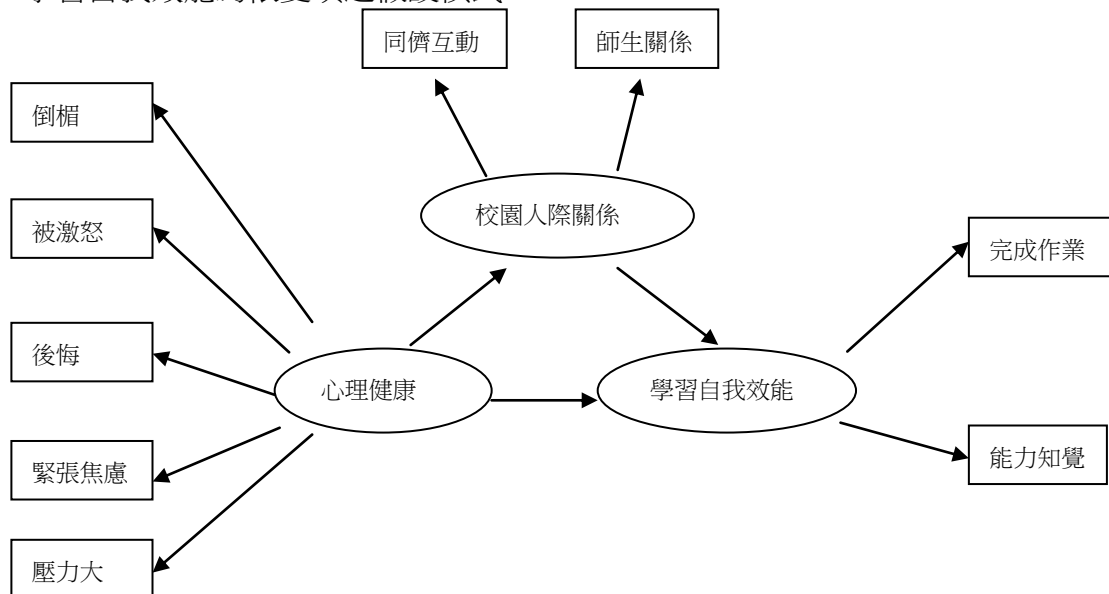 同儕互動
師生關係
倒楣
被激怒
校園人際關係
完成作業
後悔
心理健康
學習自我效能
緊張焦慮
能力知覺
壓力大